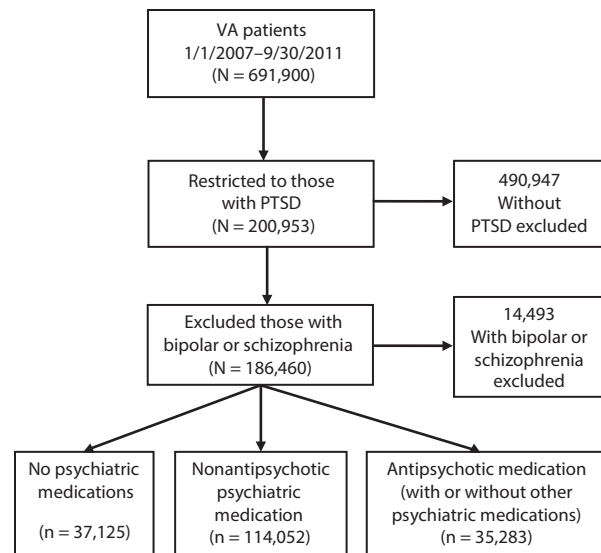 VA patients
1/1/2007–9/30/2011
(N = 691,900)
Restricted to those
with PTSD
(N = 200,953)
490,947
Without
PTSD excluded
Excluded those with
bipolar or schizophrenia
(N = 186,460)
14,493
With bipolar or
schizophrenia
excluded
No psychiatric
medications
(n = 37,125)
Nonantipsychotic
psychiatric
medication
(n = 114,052)
Antipsychotic medication
(with or without other
psychiatric medications)
(n = 35,283)